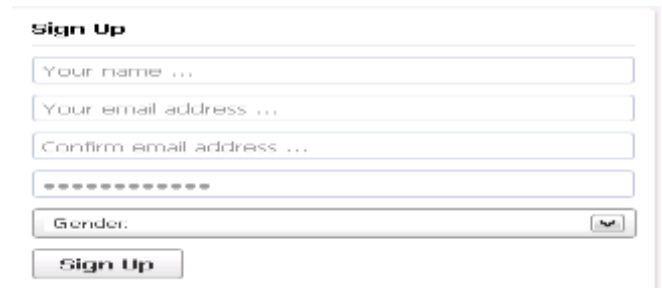 Sign Up
Your name ...
Your email address ...
Confirm email address ...
••••••••••••
Gender:
Sign Up